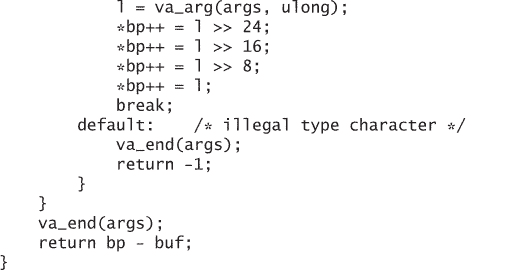 l = va_arg(args, ulong);
            *bp++ = l >> 24;
            *bp++ = l >> 16;
            *bp++ = l >> 8;
            *bp++ = l;
            break;
        default:    /* illegal type character */
            va_end(args);
            return -1;
        }
    }
    va_end(args);
    return bp - buf;
}